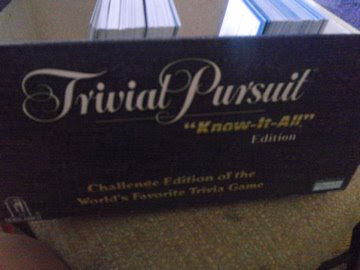 Trivial Pursuit
"Know-It-All"
Edition
Challenge Edition of the
World's Favorite Trivia Game